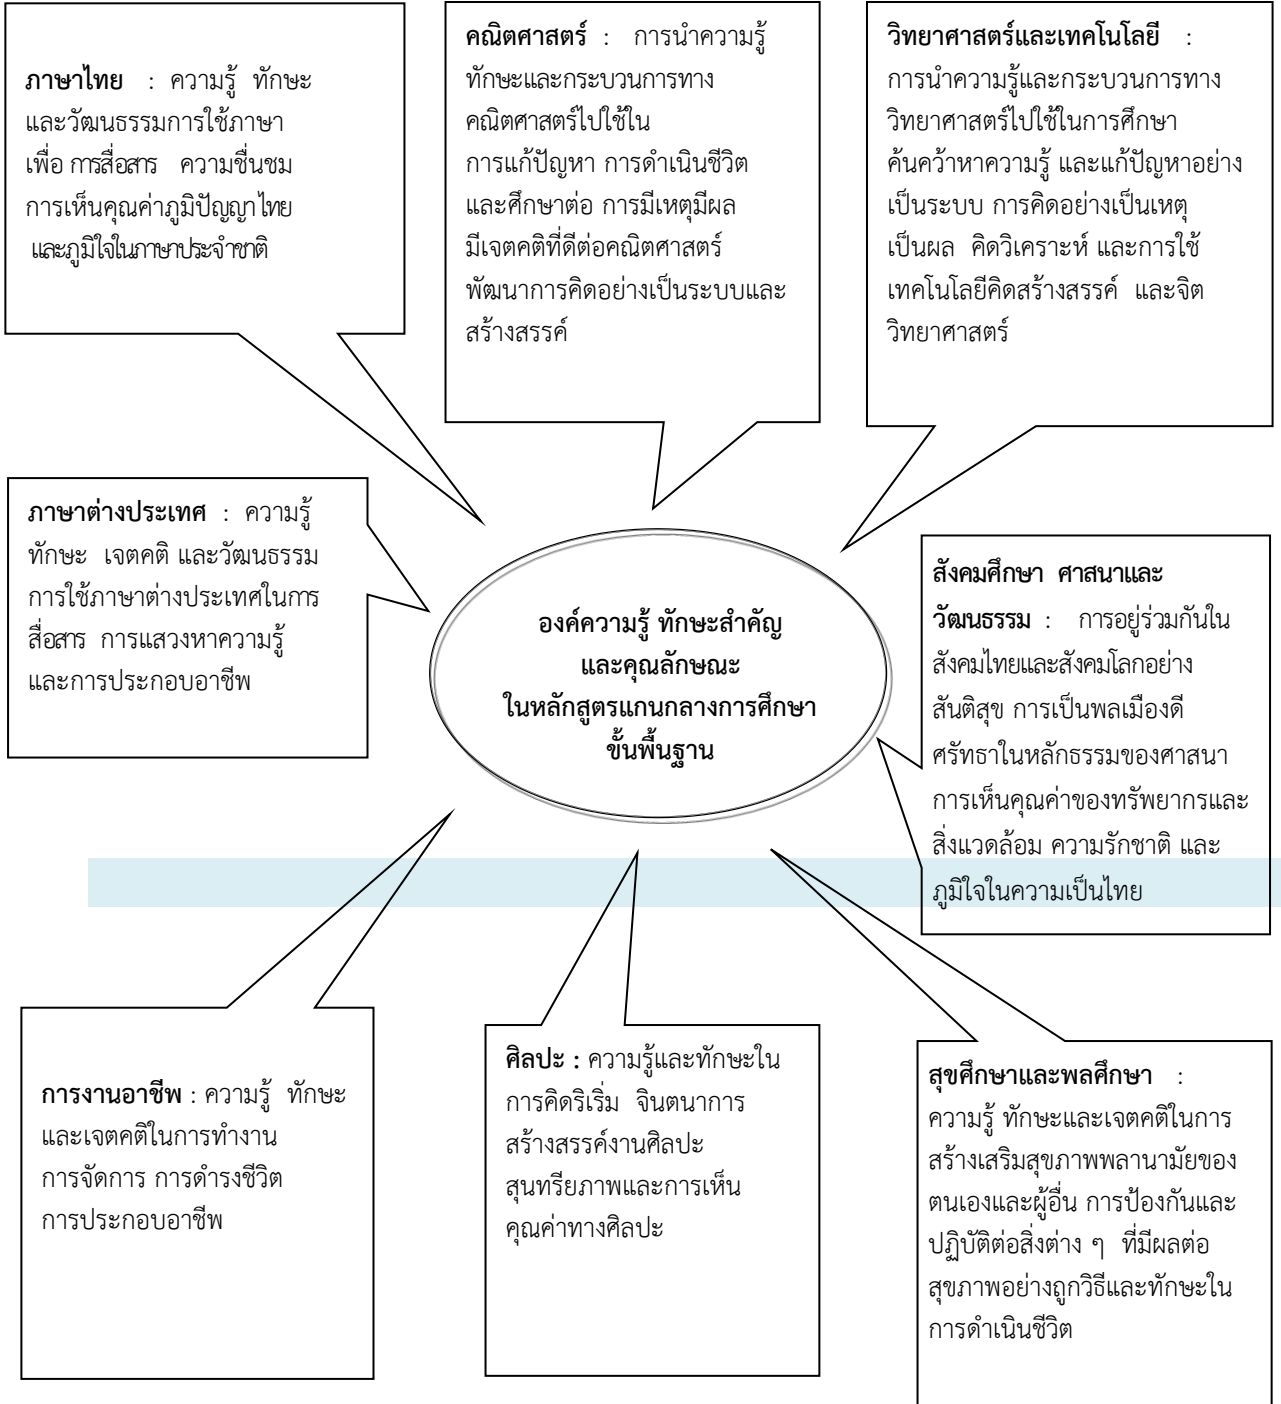 ภาษาไทย : ความรู้ ทักษะ
และวัฒนธรรมการใช้ภาษา
เพื่อ การสื่อสาร ความชื่นชม
การเห็นคุณค่าภูมิปัญญาไทย
และภูมิใจในภาษาประจำชาติ
คณิตศาสตร์ : การนำความรู้
ทักษะและกระบวนการทาง
คณิตศาสตร์ไปใช้ใน
การแก้ปัญหา การดำเนินชีวิต
และศึกษาต่อ การมีเหตุมีผล
มีเจตคติที่ดีต่อคณิตศาสตร์
พัฒนาการคิดอย่างเป็นระบบและ
สร้างสรรค์
วิทยาศาสตร์และเทคโนโลยี :
การนำความรู้และกระบวนการทาง
วิทยาศาสตร์ไปใช้ในการศึกษา
ค้นคว้าหาความรู้ และแก้ปัญหาอย่าง
เป็นระบบ การคิดอย่างเป็นเหตุ
เป็นผล คิดวิเคราะห์ และการใช้
เทคโนโลยีคิดสร้างสรรค์ และจิต
วิทยาศาสตร์
ภาษาต่างประเทศ : ความรู้
ทักษะ เจตคติ และวัฒนธรรม
การใช้ภาษาต่างประเทศในการ
สื่อสาร การแสวงหาความรู้
และการประกอบอาชีพ
องค์ความรู้ ทักษะสำคัญ
และคุณลักษณะ
ในหลักสูตรแกนกลางการศึกษา
ขั้นพื้นฐาน
สังคมศึกษา ศาสนาและ
วัฒนธรรม : การอยู่ร่วมกันใน
สังคมไทยและสังคมโลกอย่าง
สันติสุข การเป็นพลเมืองดี
ศรัทธาในหลักธรรมของศาสนา
การเห็นคุณค่าของทรัพยากรและ
สิ่งแวดล้อม ความรักชาติ และ
ภูมิใจในความเป็นไทย
การงานอาชีพ : ความรู้ ทักษะ
และเจตคติในการทำงาน
การจัดการ การดำรงชีวิต
การประกอบอาชีพ
ศิลปะ : ความรู้และทักษะใน
การคิดริเริ่ม จินตนาการ
สร้างสรรค์งานศิลปะ
สุนทรียภาพและการเห็น
คุณค่าทางศิลปะ
สุขศึกษาและพลศึกษา :
ความรู้ ทักษะและเจตคติในการ
สร้างเสริมสุขภาพพลานามัยของ
ตนเองและผู้อื่น การป้องกันและ
ปฏิบัติต่อสิ่งต่าง ๆ ที่มีผลต่อ
สุขภาพอย่างถูกวิธีและทักษะใน
การดำเนินชีวิต